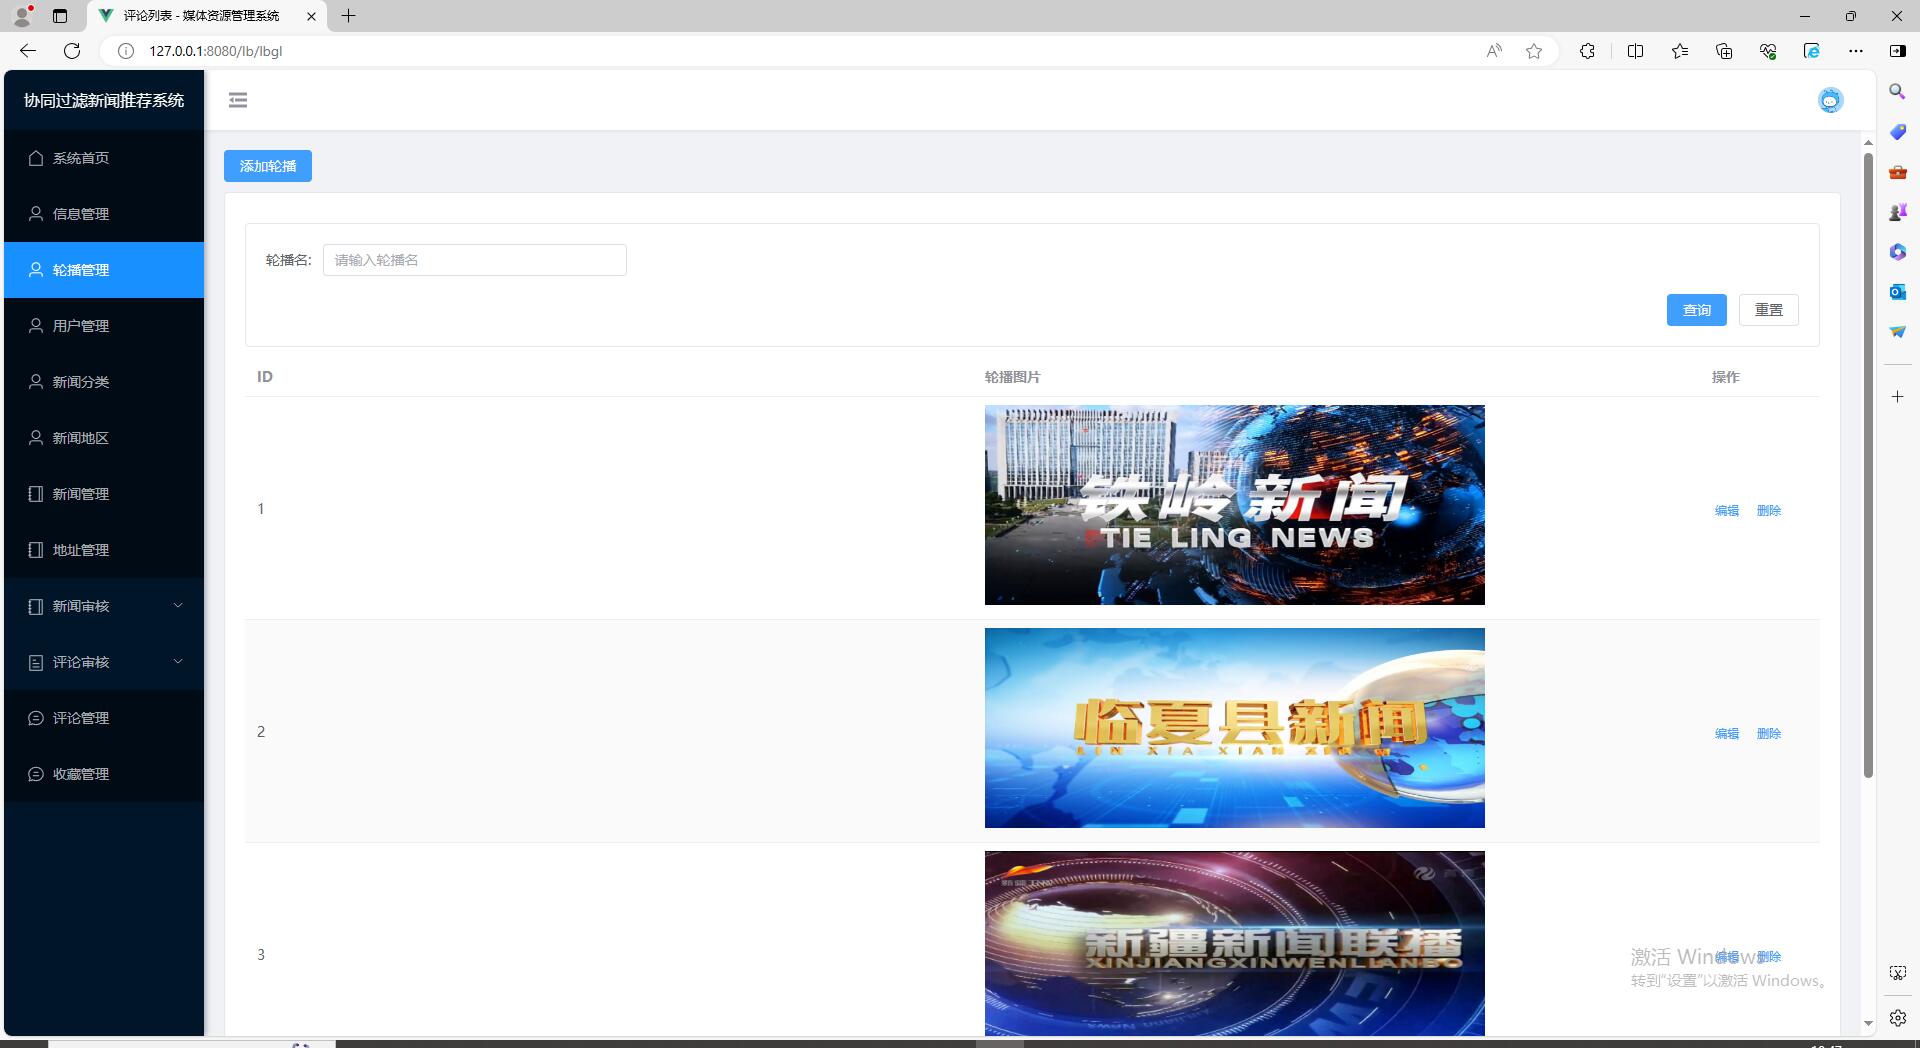 评论列表 - 媒体资源管理系统
127.0.0.1:8080/lb/lbgl
协同过滤新闻推荐系统
系统首页
信息管理
轮播管理
用户管理
新闻分类
新闻地区
新闻管理
地址管理
新闻审核
评论审核
评论管理
收藏管理
添加轮播
轮播名: 请输入轮播名
查询 重置
ID 轮播图片 操作
1 编辑 删除
铁岭新闻
TIE LING NEWS
2 编辑 删除
临夏县新闻
LIN XIA XIAN XIN W
3 编辑 删除
新疆新闻联播
XINJIANGXINWENLIANBO
激活 Windows
转到"设置"以激活 Windows。